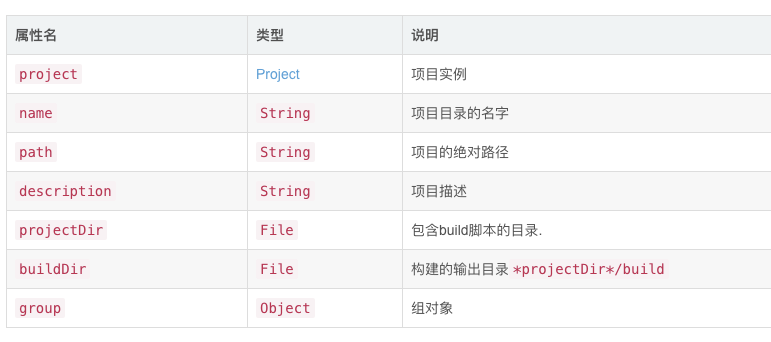 属性名 类型 说明
project Project 项目实例
name String 项目目录的名字
path String 项目的绝对路径
description String 项目描述
projectDir File 包含build脚本的目录.
buildDir File 构建的输出目录 *projectDir*/build
group Object 组对象